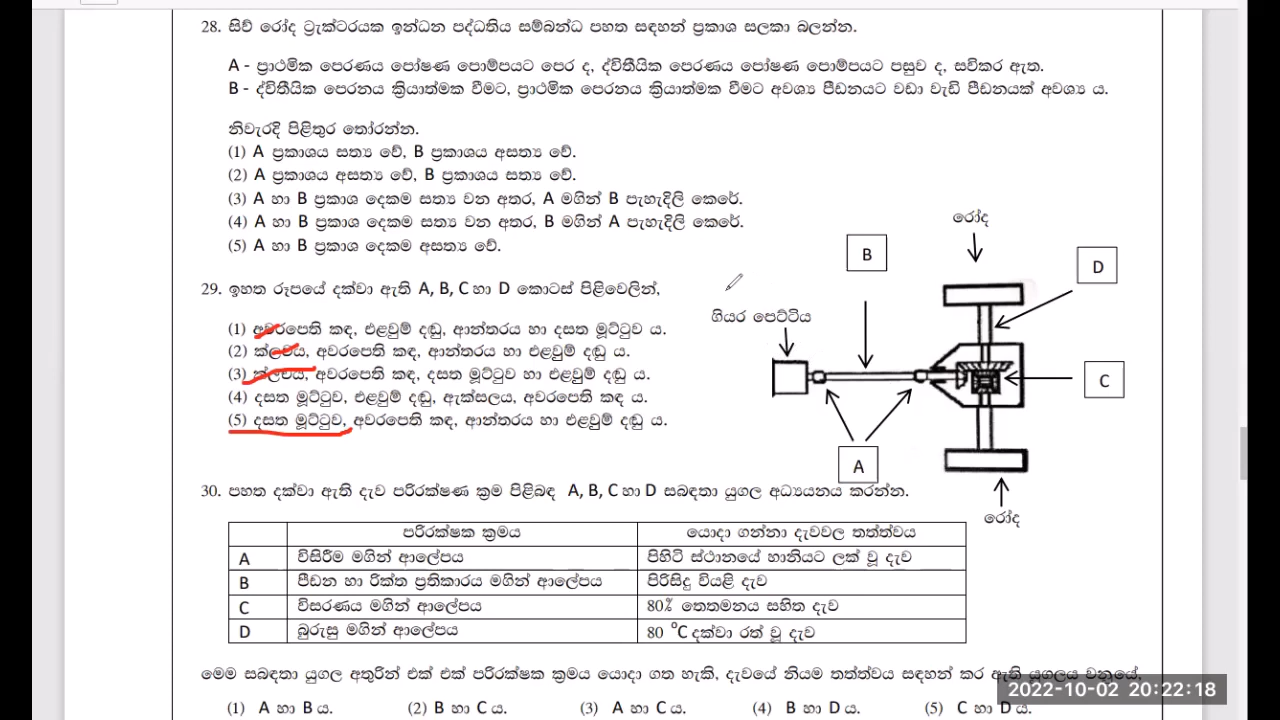 28. සිව් රෝද ට්‍රැක්ටරයක ඉන්ධන පද්ධතිය සම්බන්ධ පහත සඳහන් ප්‍රකාශ සලකා බලන්න.
A - ප්‍රාථමික පෙරණය පෝෂණ පොම්පයට පෙර ද, ද්විතීයික පෙරණය පෝෂණ පොම්පයට පසුව ද, සවිකර ඇත.
B - ද්විතීයික පෙරනය ක්‍රියාත්මක වීමට, ප්‍රාථමික පෙරනය ක්‍රියාත්මක වීමට අවශ්‍ය පීඩනයට වඩා වැඩි පීඩනයක් අවශ්‍ය ය.
නිවැරදි පිළිතුර තෝරන්න.
(1) A ප්‍රකාශය සත්‍ය වේ, B ප්‍රකාශය අසත්‍ය වේ.
(2) A ප්‍රකාශය අසත්‍ය වේ, B ප්‍රකාශය සත්‍ය වේ.
(3) A හා B ප්‍රකාශ දෙකම සත්‍ය වන අතර, A මගින් B පැහැදිලි කෙරේ.
(4) A හා B ප්‍රකාශ දෙකම සත්‍ය වන අතර, B මගින් A පැහැදිලි කෙරේ.
(5) A හා B ප්‍රකාශ දෙකම අසත්‍ය වේ.
29. ඉහත රූපයේ දක්වා ඇති A, B, C හා D කොටස් පිළිවෙලින්,
(1) අවරපෙති කඳ, එළවුම් දඬු, ආන්තරය හා දසත මූට්ටුව ය.
(2) ක්ලචය, අවරපෙති කඳ, ආන්තරය හා එළවුම් දඬු ය.
(3) ක්ලචය, අවරපෙති කඳ, දසත මූට්ටුව හා එළවුම් දඬු ය.
(4) දසත මූට්ටුව, එළවුම් දඬු, ඇක්සලය, අවරපෙති කඳ ය.
(5) දසත මූට්ටුව, අවරපෙති කඳ, ආන්තරය හා එළවුම් දඬු ය.
රෝද
B
D
ගියර පෙට්ටිය
C
A
රෝද
30. පහත දක්වා ඇති දැව පරිරක්ෂණ ක්‍රම පිළිබඳ A, B, C හා D සබඳතා යුගල අධ්‍යයනය කරන්න.
පරිරක්ෂක ක්‍රමය යොදා ගන්නා දැවවල තත්ත්වය
A විසිරීම මගින් ආලේපය පිහිටි ස්ථානයේ හානියට ලක් වූ දැව
B පීඩන හා රික්ත ප්‍රතිකාරය මගින් ආලේපය පිරිසිදු වියළි දැව
C විසරණය මගින් ආලේපය 80% තෙතමනය සහිත දැව
D බුරුසු මගින් ආලේපය 80 °C දක්වා රත් වූ දැව
මෙම සබඳතා යුගල අතුරින් එක් එක් පරිරක්ෂක ක්‍රමය යොදා ගත හැකි, දැවයේ නියම තත්ත්වය සඳහන් කර ඇති යුගලය වනුයේ,
2022-10-02 20:22:18
(1) A හා B ය. (2) B හා C ය. (3) A හා C ය. (4) B හා D ය. (5) C හා D ය.